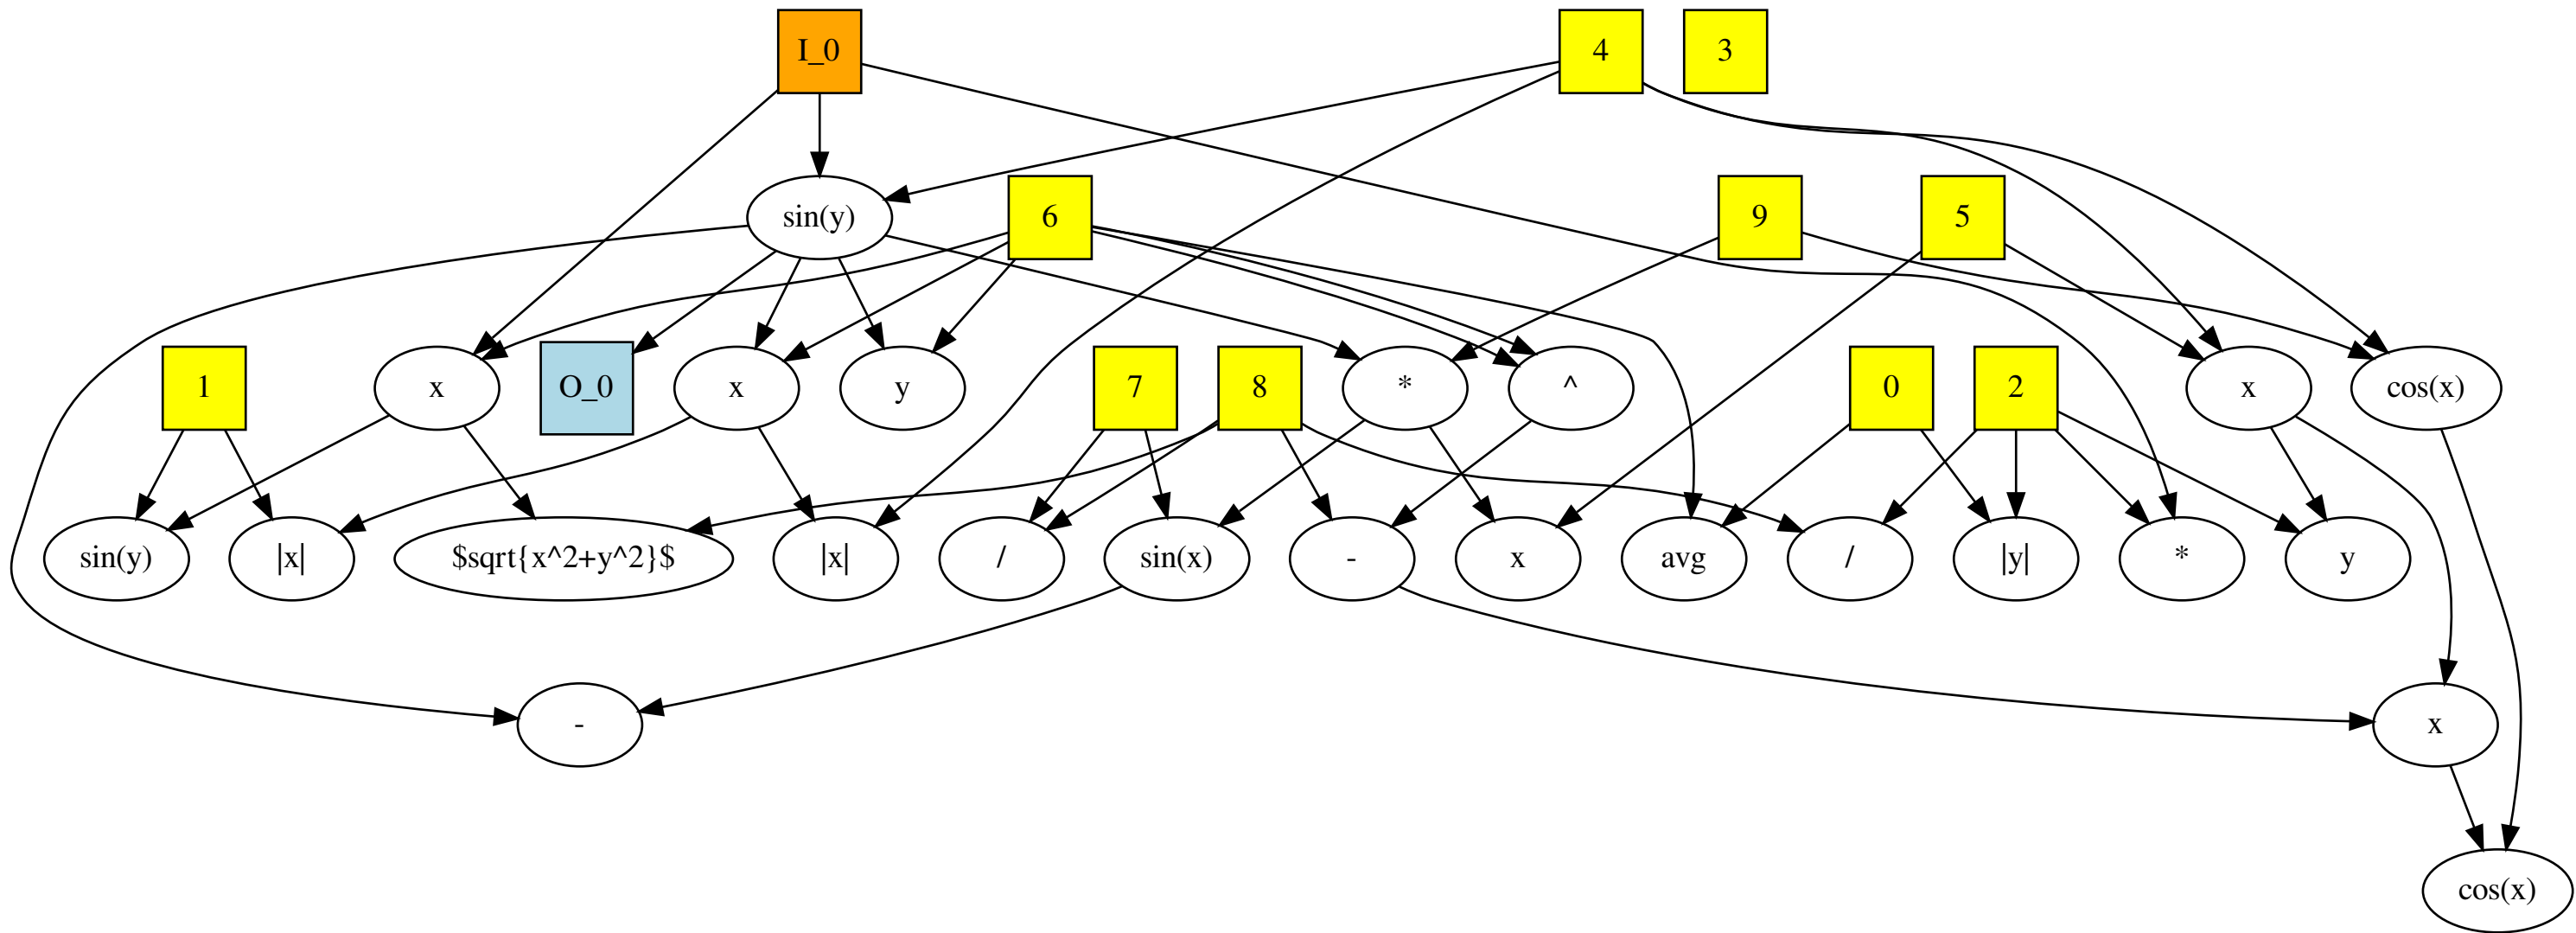 I_0
4
3
sin(y)
6
9
5
1
x
O_0
x
y
7
8
*
^
0
2
x
cos(x)
sin(y)
|x|
$sqrt{x^2+y^2}$
|x|
/
sin(x)
-
x
avg
/
|y|
*
y
-
x
cos(x)